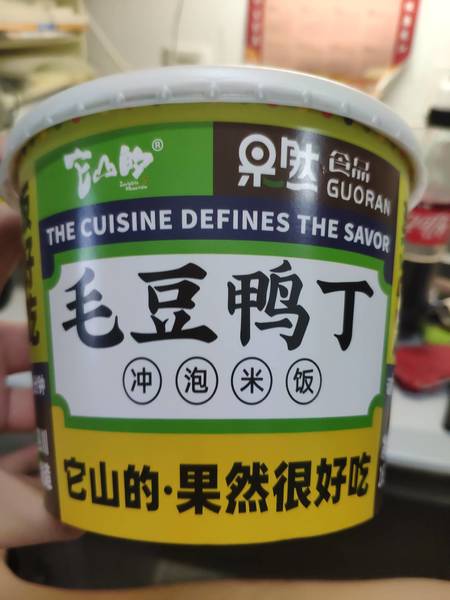 它山的®
果然 食品
GUORAN
THE CUISINE DEFINES THE SAVOR
毛豆鸭丁
冲泡米饭
它山的·果然很好吃